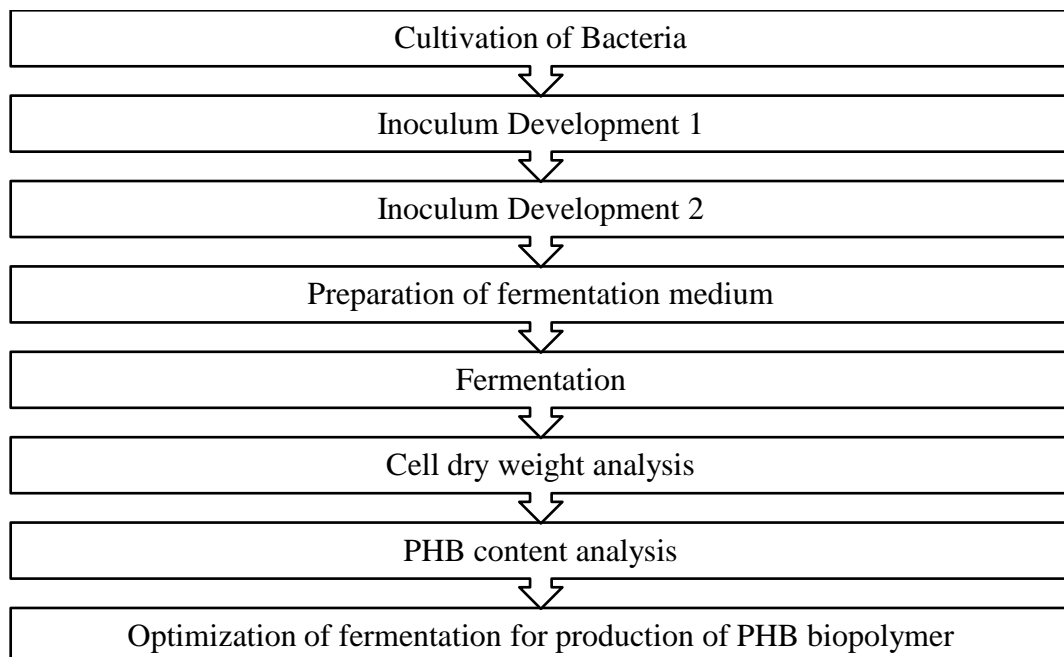 Cultivation of Bacteria
Inoculum Development 1
Inoculum Development 2
Preparation of fermentation medium
Fermentation
Cell dry weight analysis
PHB content analysis
Optimization of fermentation for production of PHB biopolymer